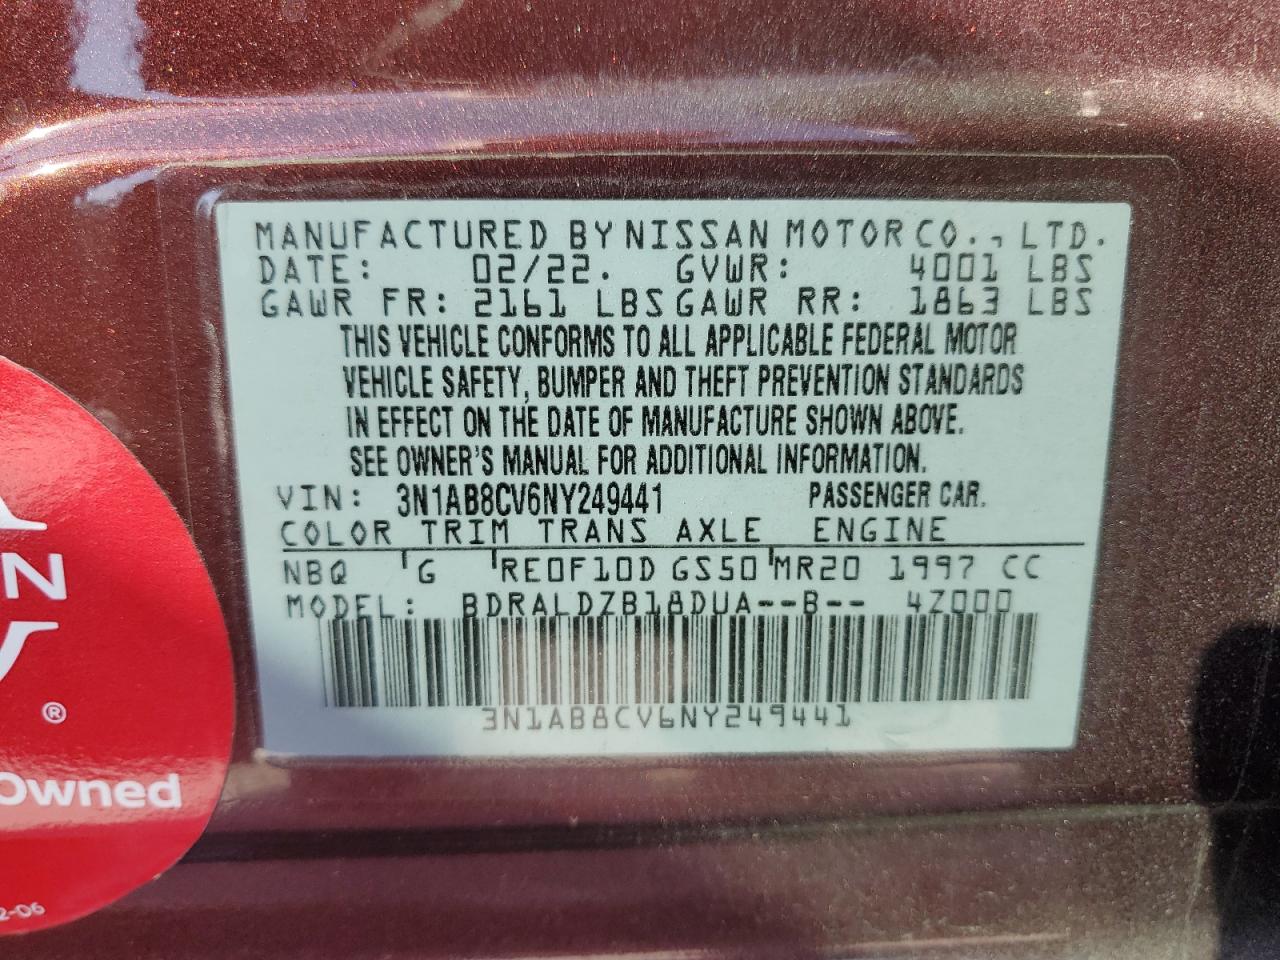 MANUFACTURED BY NISSAN MOTOR CO., LTD.
DATE: 02/22. GVWR: 4001 LBS
GAWR FR: 2161 LBS GAWR RR: 1863 LBS
THIS VEHICLE CONFORMS TO ALL APPLICABLE FEDERAL MOTOR
VEHICLE SAFETY, BUMPER AND THEFT PREVENTION STANDARDS
IN EFFECT ON THE DATE OF MANUFACTURE SHOWN ABOVE.
SEE OWNER'S MANUAL FOR ADDITIONAL INFORMATION.
VIN: 3N1AB8CV6NY249441 PASSENGER CAR.
COLOR TRIM TRANS AXLE ENGINE
NBQ G RE0F10D GS50 MR20 1997 CC
MODEL: BDRALDZB18DUA--B-- 4Z000
3N1AB8CV6NY249441
N
®
Owned
2-06